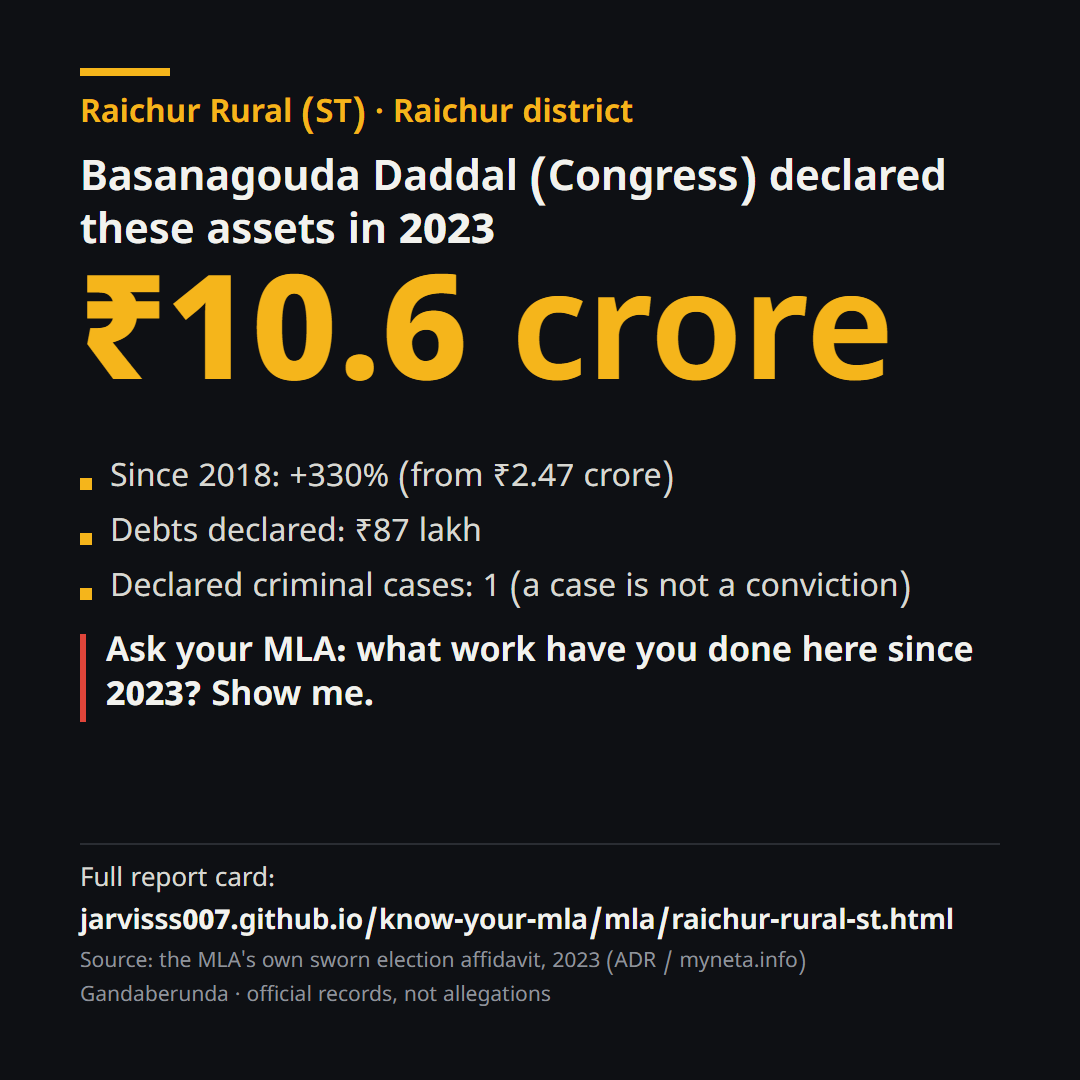 Raichur Rural (ST) · Raichur district
Basanagouda Daddal (Congress) declared
these assets in 2023
₹10.6 crore
Since 2018: +330% (from ₹2.47 crore)
Debts declared: ₹87 lakh
Declared criminal cases: 1 (a case is not a conviction)
Ask your MLA: what work have you done here since
2023? Show me.
Full report card:
jarvisss007.github.io/know-your-mla/mla/raichur-rural-st.html
Source: the MLA's own sworn election affidavit, 2023 (ADR / myneta.info)
Gandaberunda · official records, not allegations